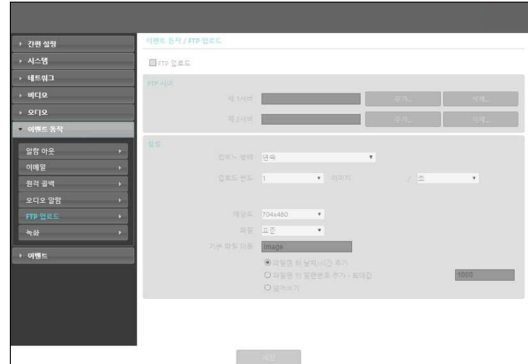 이벤트 동작 / FTP 업로드
간편 설정
시스템
네트워크
비디오
오디오
이벤트 동작
알람 아웃
이메일
원격 콜백
오디오 알람
FTP 업로드
녹화
이벤트
FTP 업로드
FTP 서버
제 1서버
추가...
삭제...
제 2서버
추가...
삭제...
업로드 형태
연속
업로드 빈도
1
이미지
초
해상도
704x480
화질
표준
기본 파일 이름
image
파일명 뒤 날짜/시간 추가
파일명 뒤 일련번호 추가 - 최대값
1000
덮어쓰기
저장